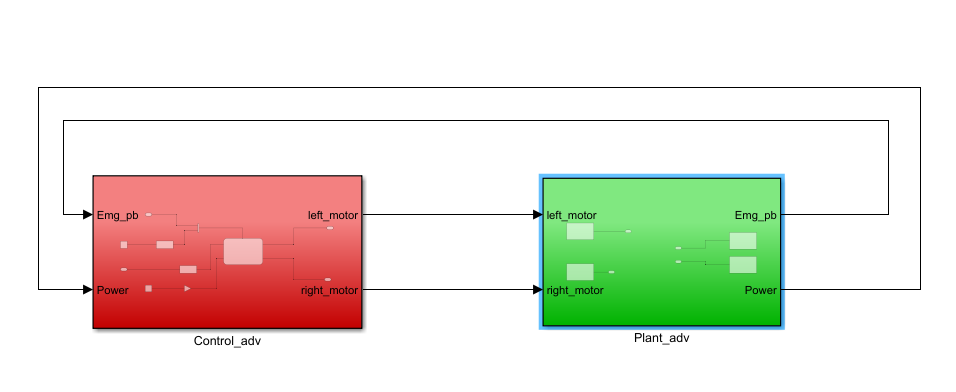 Emg_pb
left_motor
Power
right_motor
Control_adv
left_motor
Emg_pb
right_motor
Power
Plant_adv